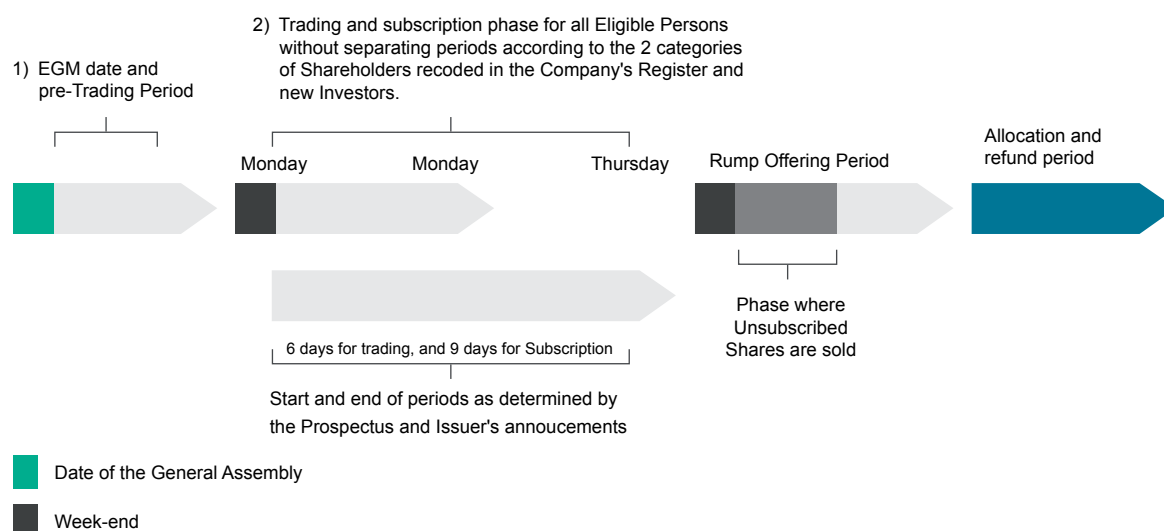 1) EGM date and
pre-Trading Period
2) Trading and subscription phase for all Eligible Persons
without separating periods according to the 2 categories
of Shareholders recoded in the Company's Register and
new Investors.
Monday
Monday
Thursday
Rump Offering Period
Allocation and
refund period
Phase where
Unsubscribed
Shares are sold
6 days for trading, and 9 days for Subscription
Start and end of periods as determined by
the Prospectus and Issuer's annoucements
Date of the General Assembly
Week-end